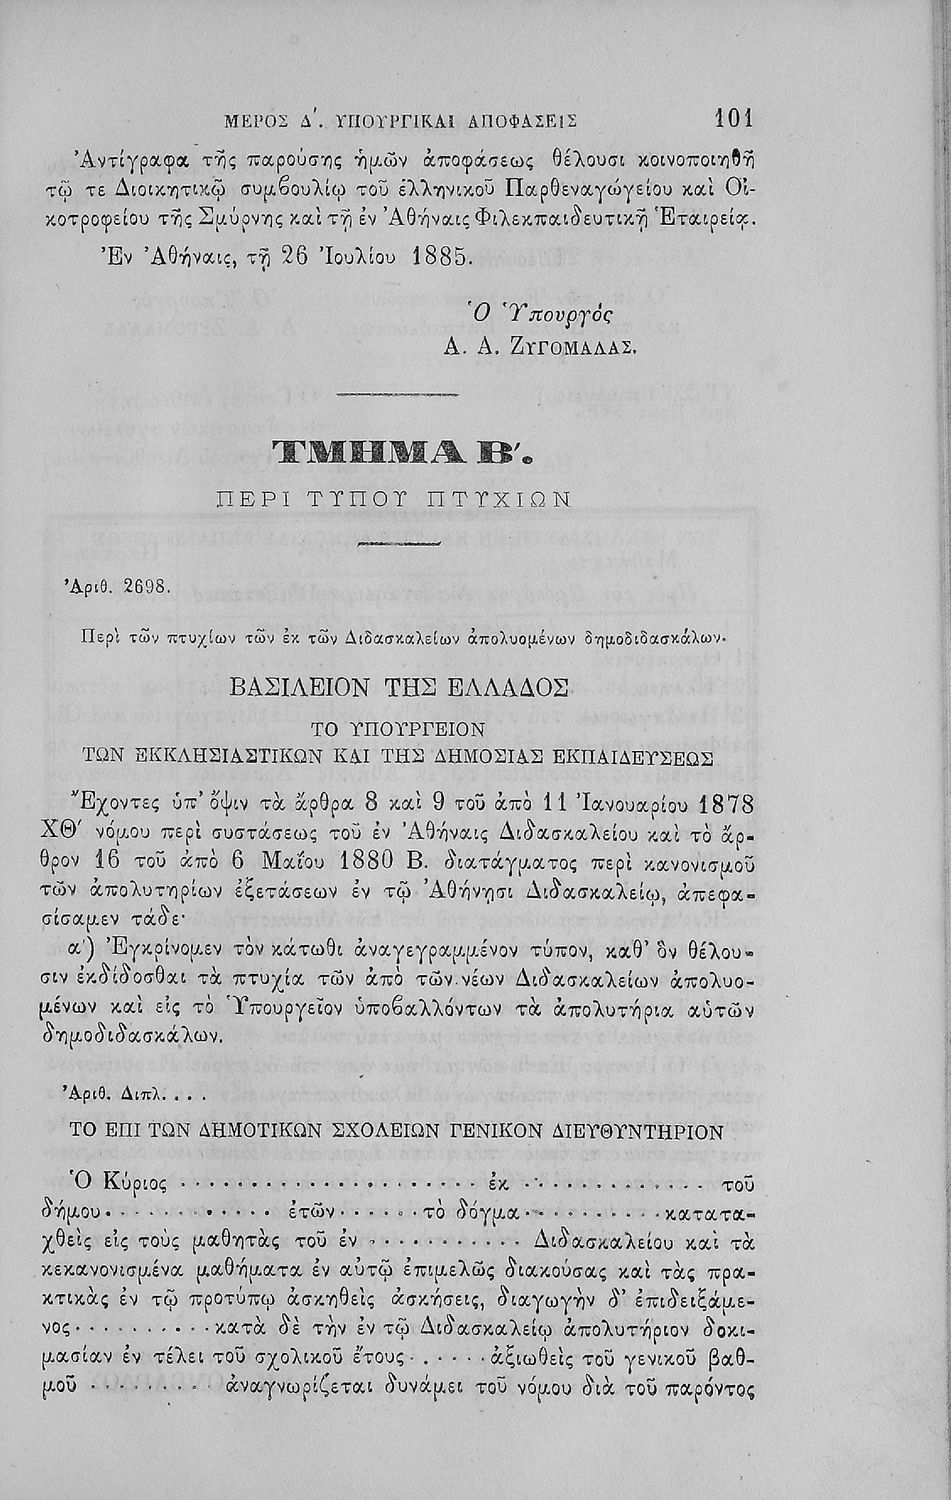 ΜΕΡΟΣ Δ΄. ΥΠΟΥΡΓΙΚΑΙ ΑΠΟΦΑΣΕΙΣ 101
Ἀντίγραφα τῆς παρούσης ἡμῶν ἀποφάσεως θέλουσι κοινοποιηθῆ
τῷ τε Διοικητικῷ συμβουλίῳ τοῦ ἑλληνικοῦ Παρθεναγωγείου καὶ Οἰ-
κοτροφείου τῆς Σμύρνης καὶ τῇ ἐν Ἀθήναις Φιλεκπαιδευτικῇ Ἑταιρείᾳ.
Ἐν Ἀθήναις, τῇ 26 Ἰουλίου 1885.
Ὁ Ὑπουργός
Α. Α. ΖΥΓΟΜΑΛΑΣ.
ΤΜΗΜΑ Β΄.
ΠΕΡΙ ΤΥΠΟΥ ΠΤΥΧΙΩΝ
Ἀριθ. 2698.
Περὶ τῶν πτυχίων τῶν ἐκ τῶν Διδασκαλείων ἀπολυομένων δημοδιδασκάλων.
ΒΑΣΙΛΕΙΟΝ ΤΗΣ ΕΛΛΑΔΟΣ
ΤΟ ΥΠΟΥΡΓΕΙΟΝ
ΤΩΝ ΕΚΚΛΗΣΙΑΣΤΙΚΩΝ ΚΑΙ ΤΗΣ ΔΗΜΟΣΙΑΣ ΕΚΠΑΙΔΕΥΣΕΩΣ
Ἔχοντες ὑπ' ὄψιν τὰ ἄρθρα 8 καὶ 9 τοῦ ἀπὸ 11 Ἰανουαρίου 1878
ΧΘ΄ νόμου περὶ συστάσεως τοῦ ἐν Ἀθήναις Διδασκαλείου καὶ τὸ ἄρ-
θρον 16 τοῦ ἀπὸ 6 Μαΐου 1880 Β. διατάγματος περὶ κανονισμοῦ
τῶν ἀπολυτηρίων ἐξετάσεων ἐν τῷ Ἀθήνησι Διδασκαλείῳ, ἀπεφα-
σίσαμεν τάδε·
α΄) Ἐγκρίνομεν τὸν κάτωθι ἀναγεγραμμένον τύπον, καθ' ὃν θέλου-
σιν ἐκδίδοσθαι τὰ πτυχία τῶν ἀπὸ τῶν νέων Διδασκαλείων ἀπολυο-
μένων καὶ εἰς τὸ Ὑπουργεῖον ὑποβαλλόντων τὰ ἀπολυτήρια αὐτῶν
δημοδιδασκάλων.
Ἀριθ. Διπλ. . . .
ΤΟ ΕΠΙ ΤΩΝ ΔΗΜΟΤΙΚΩΝ ΣΧΟΛΕΙΩΝ ΓΕΝΙΚΟΝ ΔΙΕΥΘΥΝΤΗΡΙΟΝ
Ὁ Κύριος . . . . . . . . . . . . . . . . . . ἐκ . . . . . . . . . . . . τοῦ
δήμου . . . . . . . . ἐτῶν . . . . . . τὸ δόγμα . . . . . . . . . κατατα-
χθεὶς εἰς τοὺς μαθητὰς τοῦ ἐν . . . . . . . . . . Διδασκαλείου καὶ τὰ
κεκανονισμένα μαθήματα ἐν αὐτῷ ἐπιμελῶς διακούσας καὶ τὰς πρα-
κτικὰς ἐν τῷ προτύπῳ ἀσκηθεὶς ἀσκήσεις, διαγωγὴν δ' ἐπιδειξάμε-
νος . . . . . . . . . κατὰ δὲ τὴν ἐν τῷ Διδασκαλείῳ ἀπολυτήριον δοκι-
μασίαν ἐν τέλει τοῦ σχολικοῦ ἔτους . . . . . . ἀξιωθεὶς τοῦ γενικοῦ βαθ-
μοῦ . . . . . . . . ἀναγνωρίζεται δυνάμει τοῦ νόμου διὰ τοῦ παρόντος